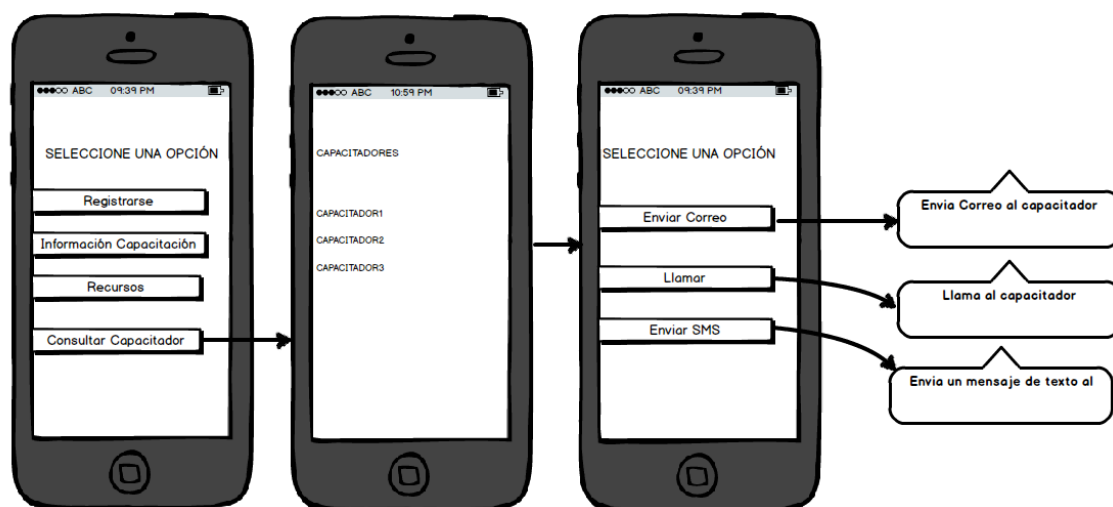 ABC 09:39 PM
SELECCIONE UNA OPCIÓN
Registrarse
Información Capacitación
Recursos
Consultar Capacitador
ABC 10:59 PM
CAPACITADORES
CAPACITADOR1
CAPACITADOR2
CAPACITADOR3
ABC 09:39 PM
SELECCIONE UNA OPCIÓN
Enviar Correo
Llamar
Enviar SMS
Envia Correo al capacitador
Llama al capacitador
Envia un mensaje de texto al